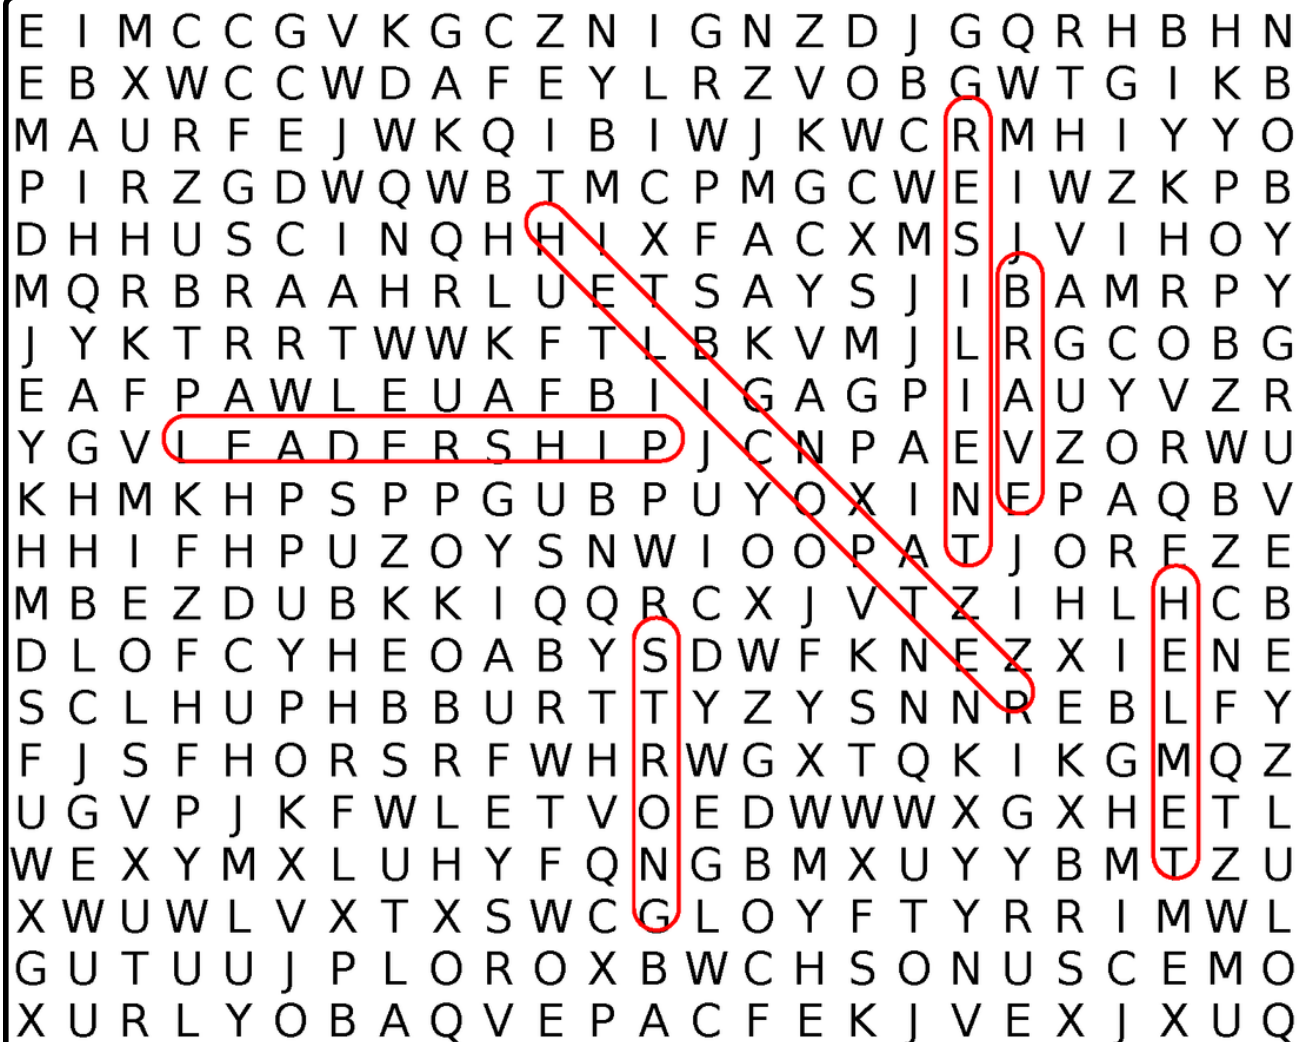 E I M C C G V K G C Z N I G N Z D J G Q R H B H N
E B X W C C W D A F E Y L R Z V O B G W T G I K B
M A U R F E J W K Q I B I W J K W C R M H I Y Y O
P I R Z G D W Q W B T M C P M G C W E I W Z K P B
D H H U S C I N Q H H I X F A C X M S J V I H O Y
M Q R B R A A H R L U E T S A Y S J I B A M R P Y
J Y K T R R T W W K F T L B K V M J L R G C O B G
E A F P A W L E U A F B I I G A G P I A U Y V Z R
Y G V L E A D E R S H I P J C N P A E V Z O R W U
K H M K H P S P P G U B P U Y O X I N E P A Q B V
H H I F H P U Z O Y S N W I O O P A T J O R E Z E
M B E Z D U B K K I Q Q R C X J V T Z I H L H C B
D L O F C Y H E O A B Y S D W F K N E Z X I E N E
S C L H U P H B B U R T T Y Z Y S N N R E B L F Y
F J S F H O R S R F W H R W G X T Q K I K G M Q Z
U G V P J K F W L E T V O E D W W W X G X H E T L
W E X Y M X L U H Y F Q N G B M X U Y Y B M T Z U
X W U W L V X T X S W C G L O Y F T Y R R I M W L
G U T U U J P L O R O X B W C H S O N U S C E M O
X U R L Y O B A Q V E P A C F E K J V E X J X U Q